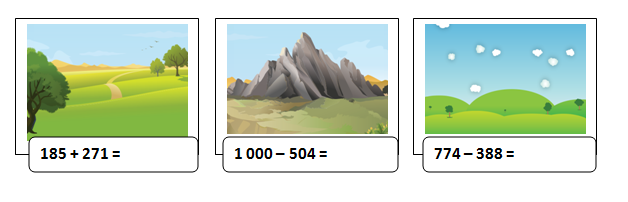 185 + 271 =
1 000 – 504 =
774 – 388 =